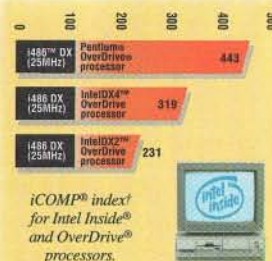 0 100 200 300 400 500
i486™ DX
(25MHz)
Pentium®
OverDrive®
processor
443
i486 DX
(25MHz)
IntelDX4™
OverDrive
processor
319
i486 DX
(25MHz)
IntelDX2™
OverDrive
processor
231
iCOMP® index†
for Intel Inside®
and OverDrive®
processors.
intel
inside